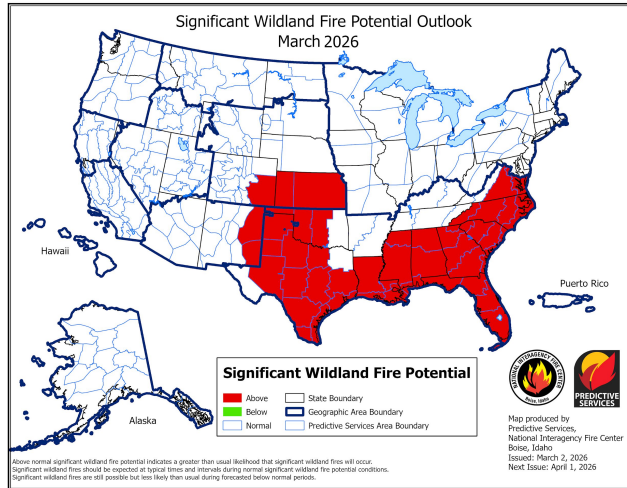 Significant Wildland Fire Potential Outlook
March 2026
Hawaii
Puerto Rico
Alaska
Significant Wildland Fire Potential
Above
Below
Normal
State Boundary
Geographic Area Boundary
Predictive Services Area Boundary
NATIONAL INTERAGENCY FIRE CENTER
Boise, Idaho
PREDICTIVE
SERVICES
Map produced by
Predictive Services,
National Interagency Fire Center
Boise, Idaho
Issued: March 2, 2026
Next Issue: April 1, 2026
Above normal significant wildland fire potential indicates a greater than usual likelihood that significant wildland fires will occur.
Significant wildland fires should be expected at typical times and intervals during normal significant wildland fire potential conditions.
Significant wildland fires are still possible but less likely than usual during forecasted below normal periods.